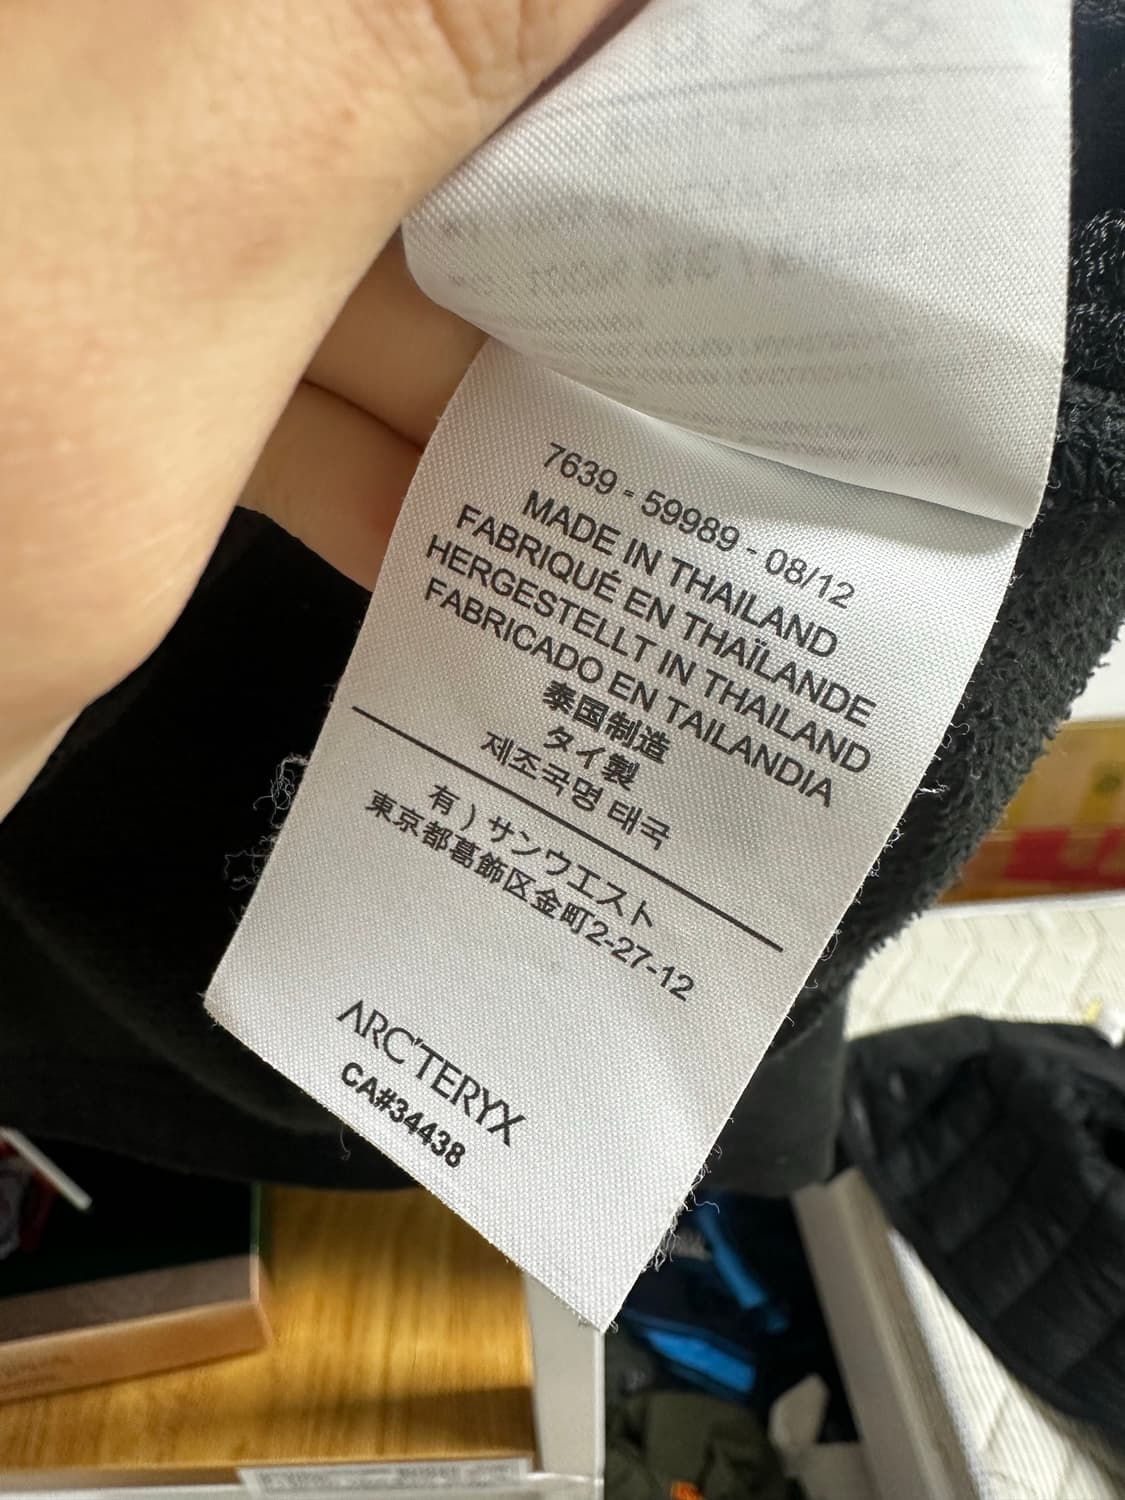 7639 - 59989 - 08/12
MADE IN THAILAND
FABRIQUÉ EN THAÏLANDE
HERGESTELLT IN THAILAND
FABRICADO EN TAILANDIA
泰国制造
タイ製
제조국명 태국
有）サンウエスト
東京都葛飾区金町2-27-12
ARC'TERYX
CA#34438